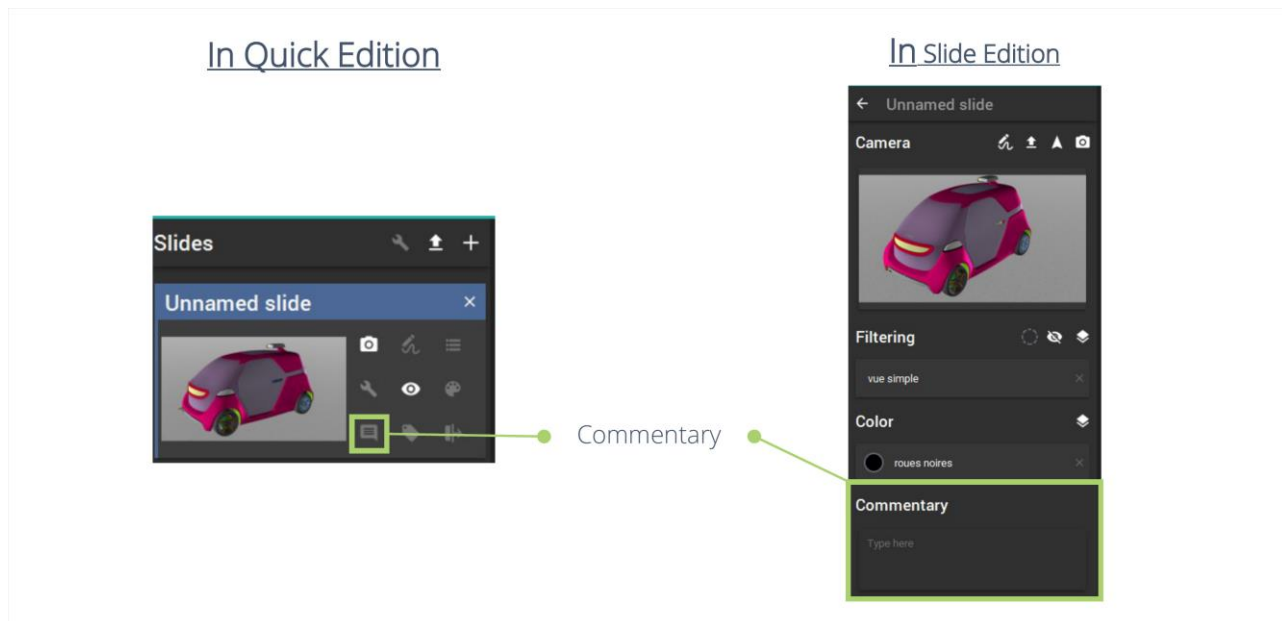 In Quick Edition
In Slide Edition
Slides
Unnamed slide
Commentary
Unnamed slide
Camera
Filtering
vue simple
Color
roues noires
Commentary
Type here